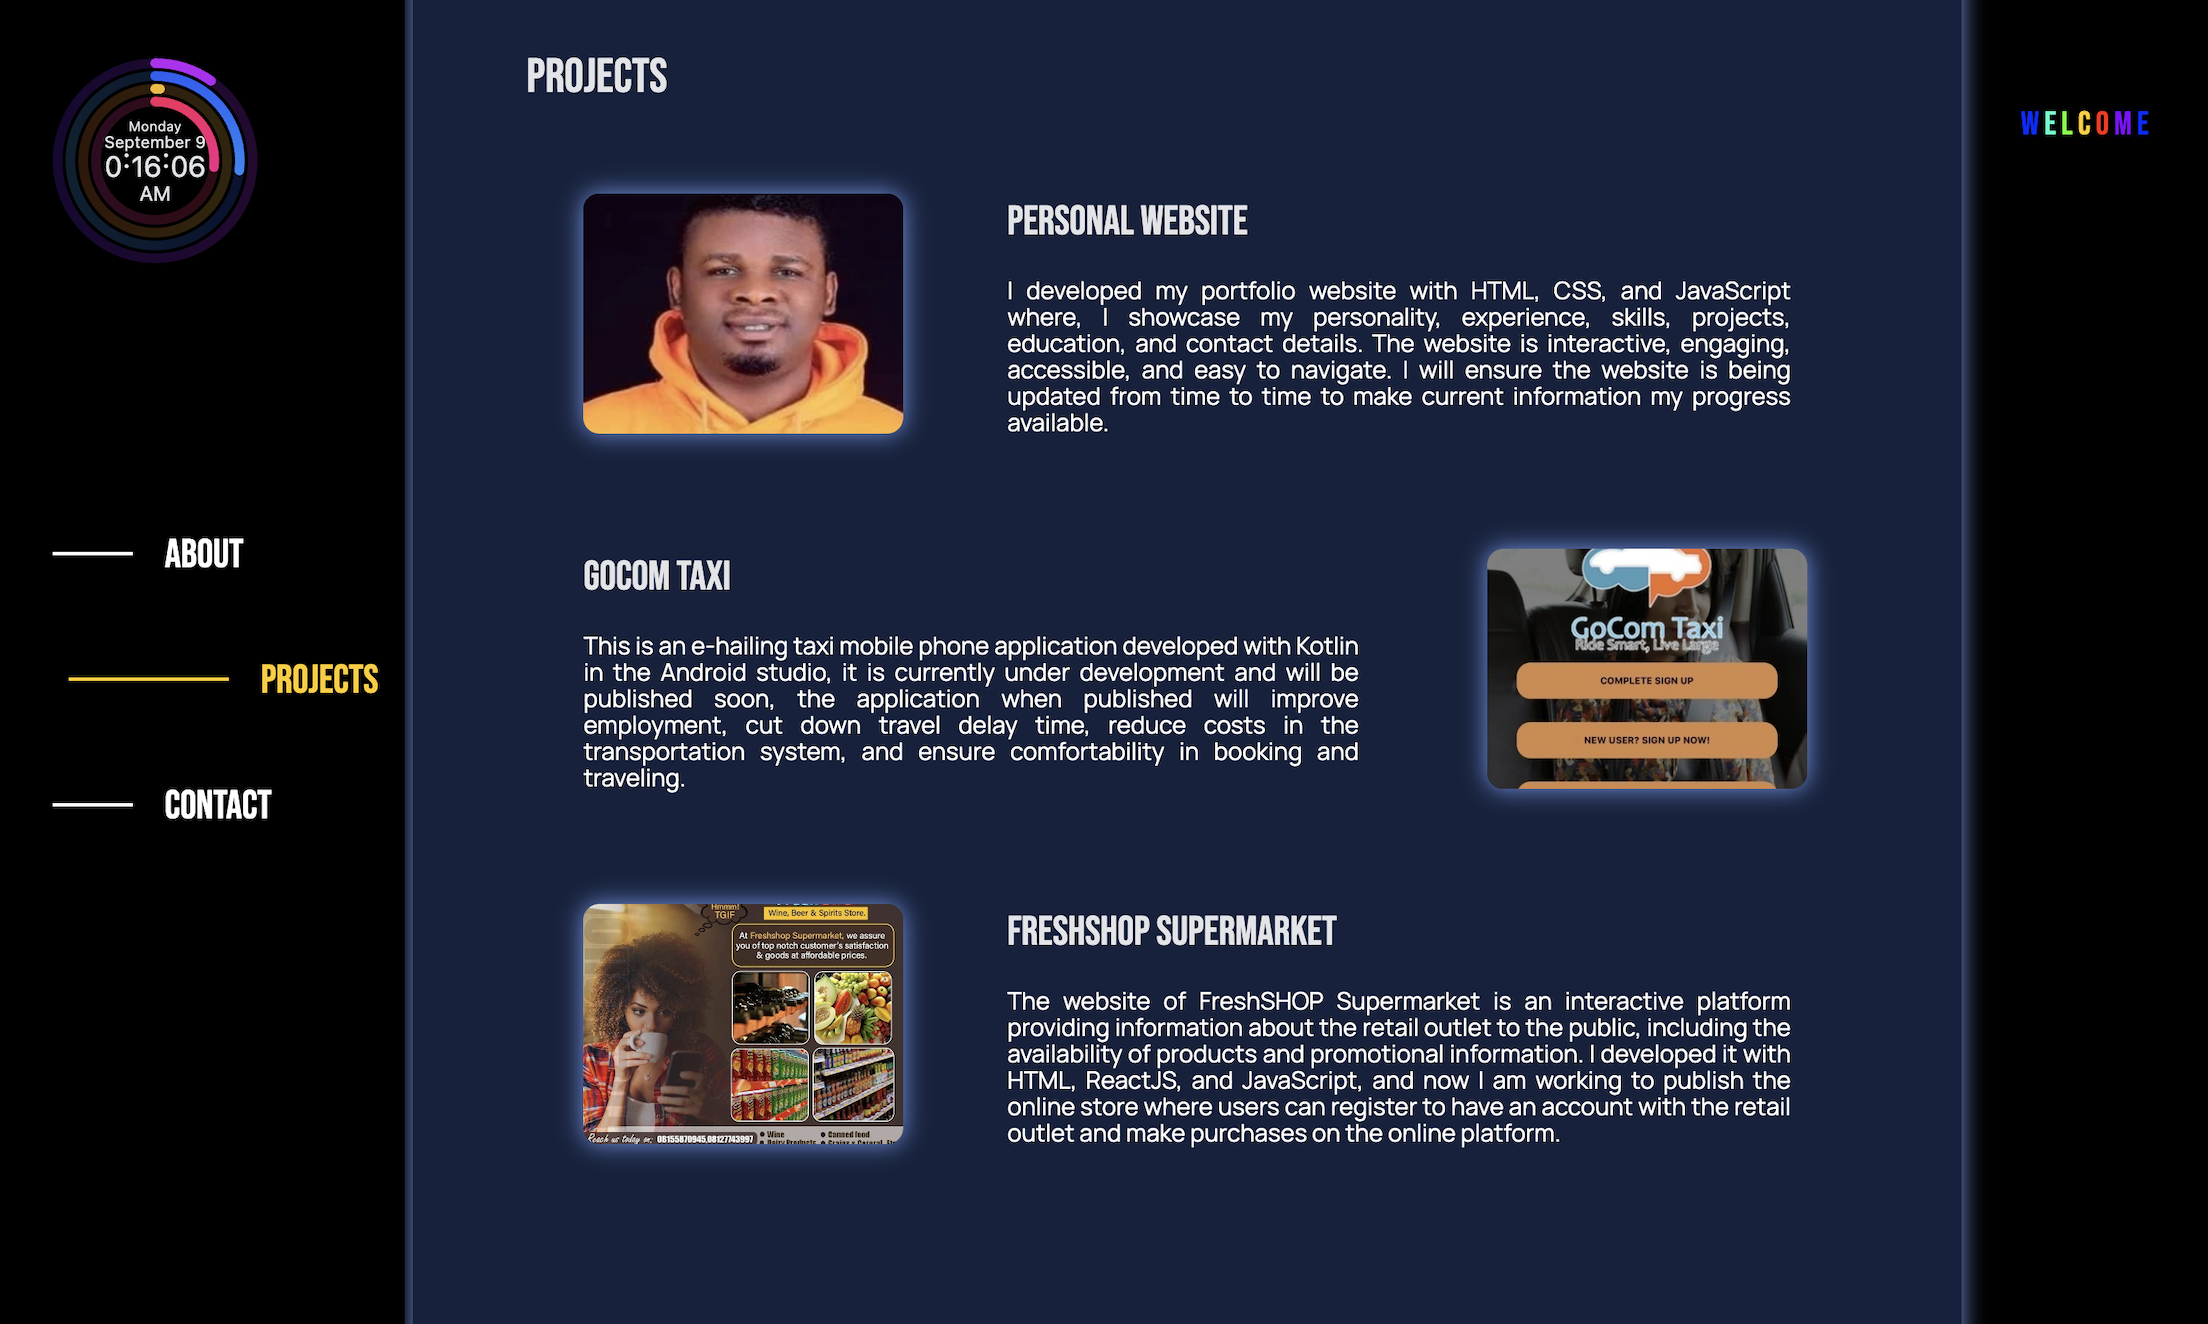 Monday
September 9
0:16:06
AM
ABOUT
PROJECTS
CONTACT
PROJECTS
PERSONAL WEBSITE
I developed my portfolio website with HTML, CSS, and JavaScript
where, I showcase my personality, experience, skills, projects,
education, and contact details. The website is interactive, engaging,
accessible, and easy to navigate. I will ensure the website is being
updated from time to time to make current information my progress
available.
GOCOM TAXI
This is an e-hailing taxi mobile phone application developed with Kotlin
in the Android studio, it is currently under development and will be
published soon, the application when published will improve
employment, cut down travel delay time, reduce costs in the
transportation system, and ensure comfortability in booking and
traveling.
GoCom Taxi
Ride Smart, Live Large
COMPLETE SIGN UP
NEW USER? SIGN UP NOW!
Hmmm!
TGIF
Wine, Beer & Spirits Store.
At Freshshop Supermarket, we assure
you of top notch customer's satisfaction
& goods at affordable prices.
Reach us today on: 08155870945,08127743997
Wine
Canned food
FRESHSHOP SUPERMARKET
The website of FreshSHOP Supermarket is an interactive platform
providing information about the retail outlet to the public, including the
availability of products and promotional information. I developed it with
HTML, ReactJS, and JavaScript, and now I am working to publish the
online store where users can register to have an account with the retail
outlet and make purchases on the online platform.
WELCOME